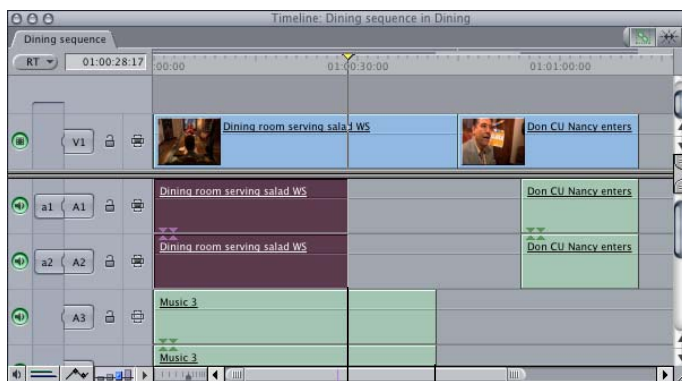 Timeline: Dining sequence in Dining
Dining sequence
RT
01:00:28:17
:00:00
01:00:30:00
01:01:00:00
V1
Dining room serving salad WS
Don CU Nancy enters
a1
A1
Dining room serving salad WS
Don CU Nancy enters
a2
A2
Dining room serving salad WS
Don CU Nancy enters
A3
Music 3
Music 3